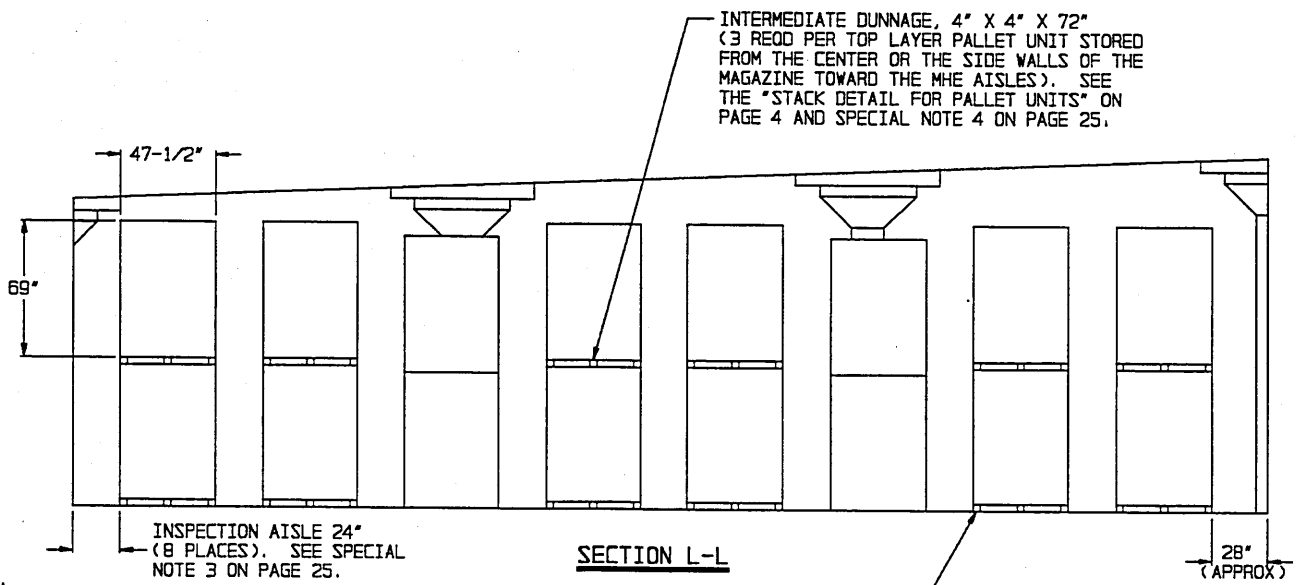 INTERMEDIATE DUNNAGE, 4" X 4" X 72"
(3 REQD PER TOP LAYER PALLET UNIT STORED
FROM THE CENTER OR THE SIDE WALLS OF THE
MAGAZINE TOWARD THE MHE AISLES). SEE
THE "STACK DETAIL FOR PALLET UNITS" ON
PAGE 4 AND SPECIAL NOTE 4 ON PAGE 25.
47-1/2"
69"
INSPECTION AISLE 24"
(8 PLACES). SEE SPECIAL
NOTE 3 ON PAGE 25.
SECTION L-L
28"
(APPROX)